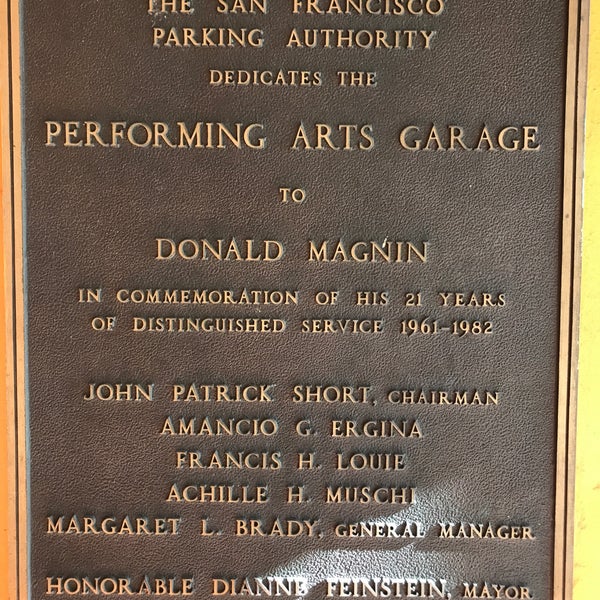 THE SAN FRANCISCO
PARKING AUTHORITY
DEDICATES THE
PERFORMING ARTS GARAGE
TO
DONALD MAGNIN
IN COMMEMORATION OF HIS 21 YEARS
OF DISTINGUISHED SERVICE 1961-1982
JOHN PATRICK SHORT, CHAIRMAN
AMANCIO G. ERGINA
FRANCIS H. LOUIE
ACHILLE H. MUSCHI
MARGARET L. BRADY, GENERAL MANAGER
HONORABLE DIANNE FEINSTEIN, MAYOR